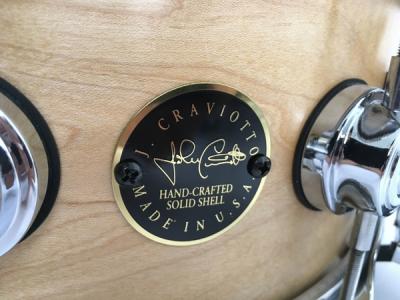 J. CRAVIOTTO
HAND-CRAFTED
SOLID SHELL
MADE IN U.S.A.